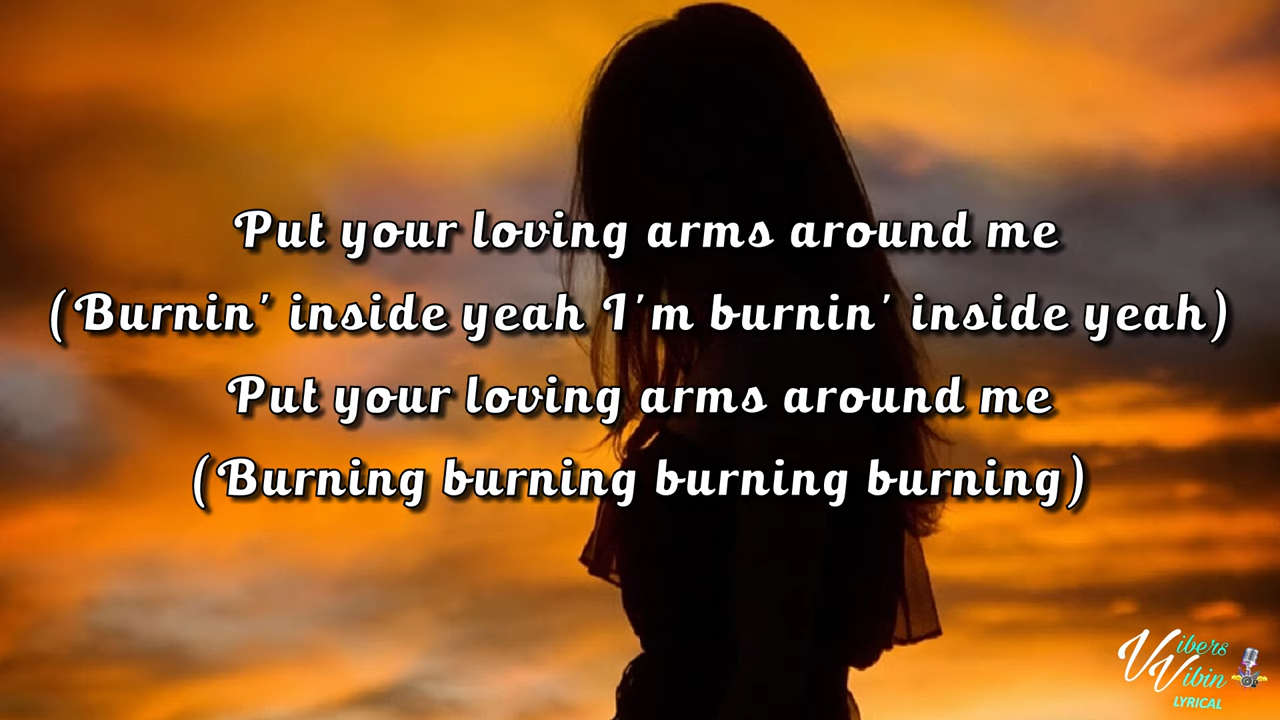 Put your loving arms around me
(Burnin' inside yeah I'm burnin' inside yeah)
Put your loving arms around me
(Burning burning burning burning)
Vibers
Vibin
LYRICAL